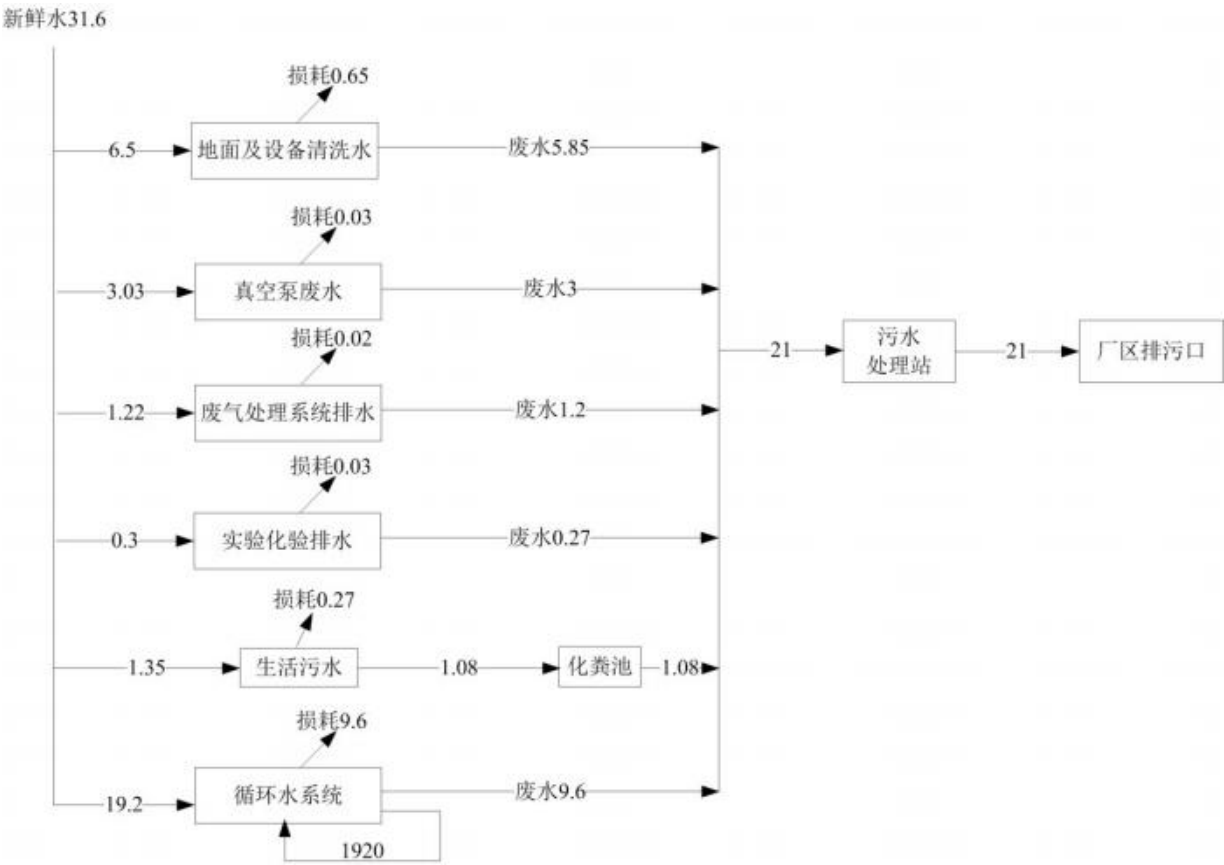 新鲜水31.6
损耗0.65
6.5
地面及设备清洗水
废水5.85
损耗0.03
3.03
真空泵废水
废水3
损耗0.02
1.22
废气处理系统排水
废水1.2
21
污水
处理站
21
厂区排污口
损耗0.03
0.3
实验化验排水
废水0.27
损耗0.27
1.35
生活污水
1.08
化粪池
1.08
损耗9.6
19.2
循环水系统
废水9.6
1920